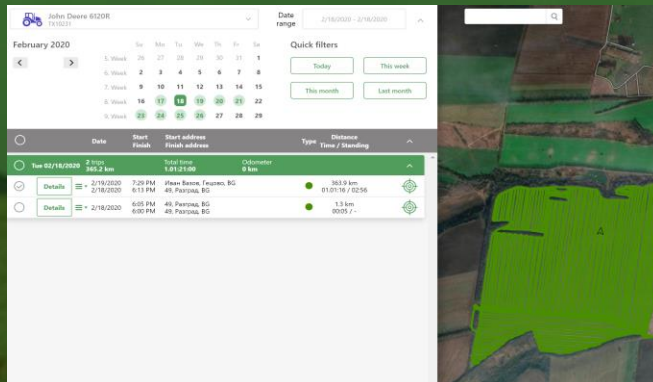 John Deere 6120R
TX10231
Date range
2/18/2020 - 2/18/2020
February 2020
Su Mo Tu We Th Fr Sa
5. Week 26 27 28 29 30 31 1
6. Week 2 3 4 5 6 7 8
7. Week 9 10 11 12 13 14 15
8. Week 16 17 18 19 20 21 22
9. Week 23 24 25 26 27 28 29
Quick filters
Today This week
This month Last month
Date Start Finish Start address Finish address Type Distance Time / Standing
Tue 02/18/2020 2 trips 365.2 km Total time 1.01:21:00 Odometer 0 km
Details 2/19/2020 7:29 PM Иван Вазов, Гецово, BG 363.9 km
2/18/2020 6:13 PM 49, Разград, BG 01.01:16 / 02:56
Details 2/18/2020 6:05 PM 49, Разград, BG 1.3 km
6:00 PM 49, Разград, BG 00:05 / -